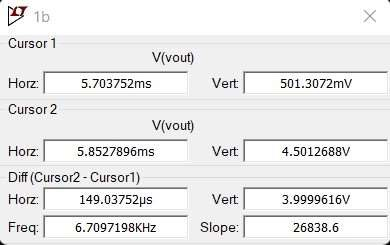 1b
Cursor 1
V(vout)
Horz: 5.703752ms Vert: 501.3072mV
Cursor 2
V(vout)
Horz: 5.8527896ms Vert: 4.5012688V
Diff (Cursor2 - Cursor1)
Horz: 149.03752µs Vert: 3.9999616V
Freq: 6.7097198KHz Slope: 26838.6